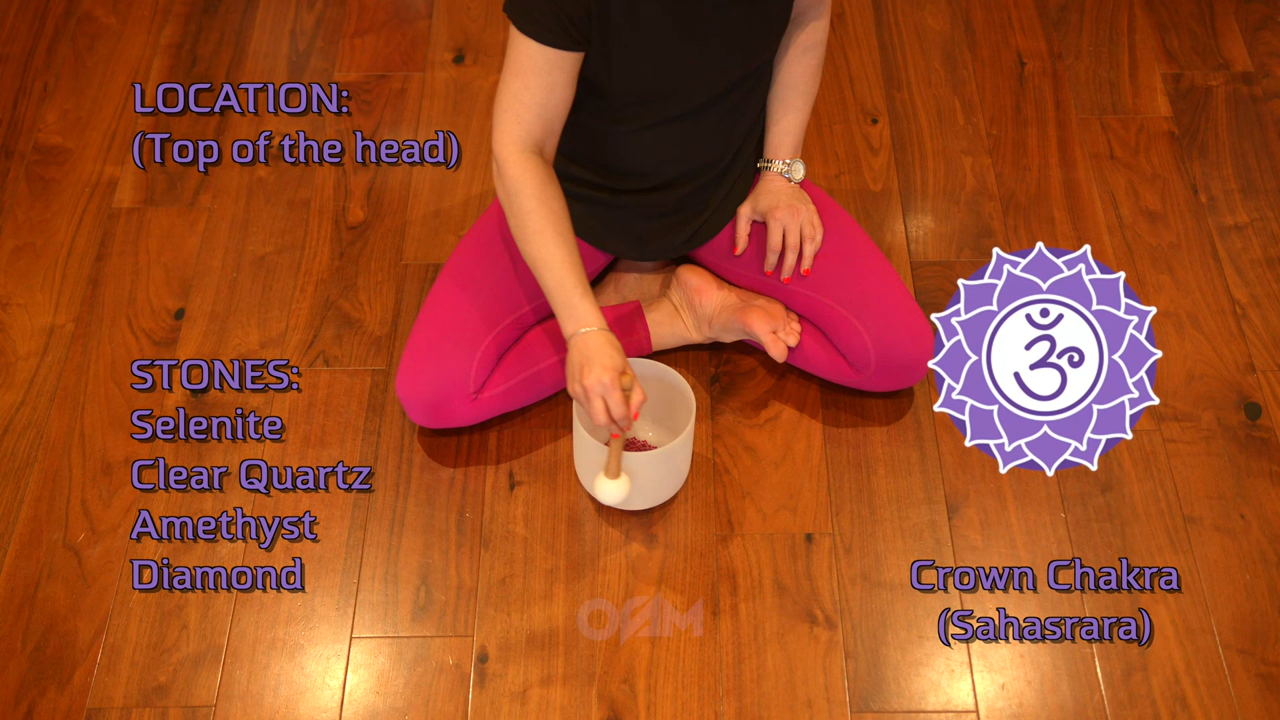 LOCATION:
(Top of the head)
STONES:
Selenite
Clear Quartz
Amethyst
Diamond
ॐ
Crown Chakra
(Sahasrara)